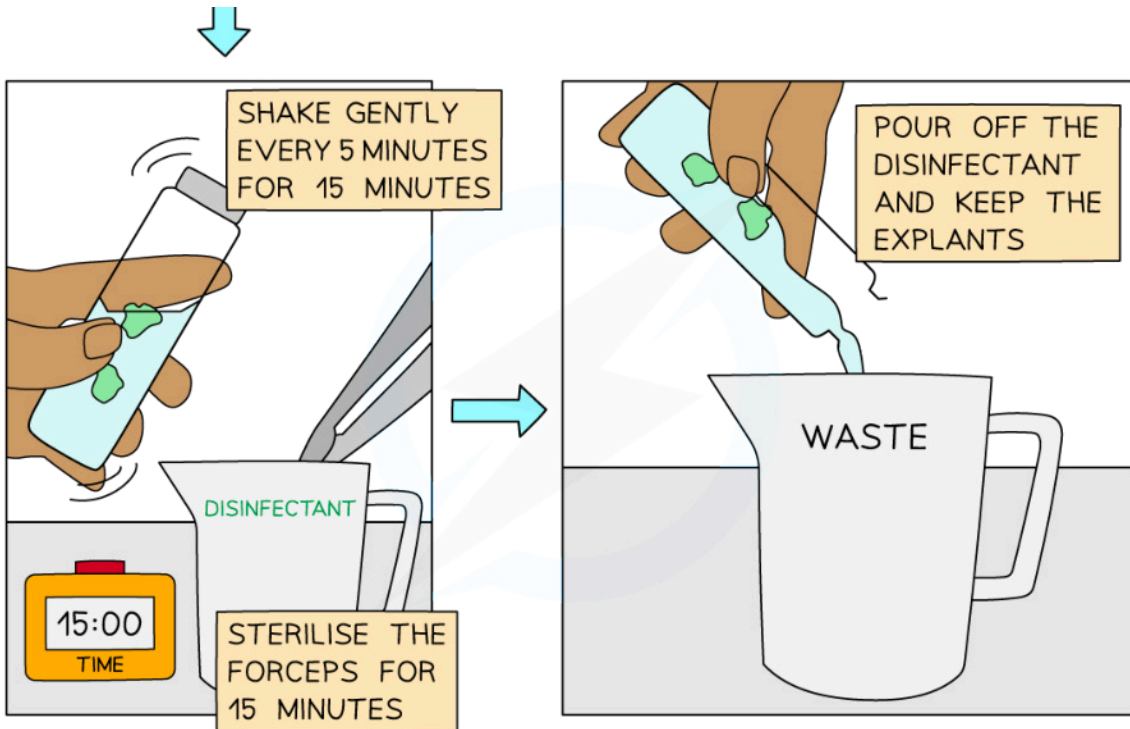 SHAKE GENTLY
EVERY 5 MINUTES
FOR 15 MINUTES
DISINFECTANT
15:00
TIME
STERILISE THE
FORCEPS FOR
15 MINUTES
POUR OFF THE
DISINFECTANT
AND KEEP THE
EXPLANTS
WASTE